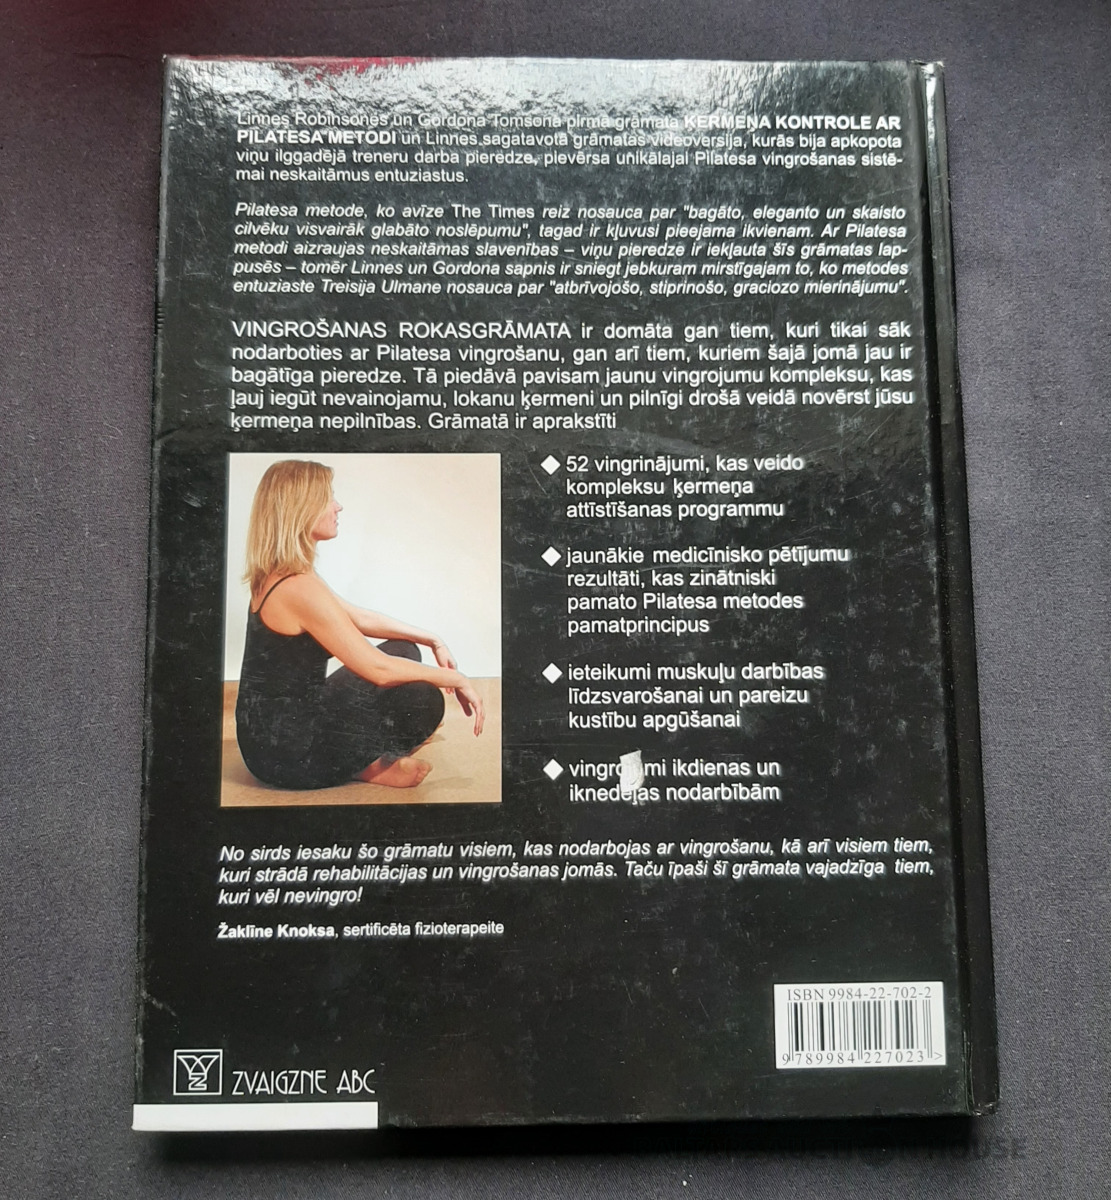 Linnes Robinsones un Gordona Tomsona pirmā grāmata ĶERMEŅA KONTROLE AR
PILATESA METODI un Linnes sagatavotā grāmatas videoversija, kurās bija apkopota
viņu ilggadējā treneru darba pieredze, pievērsa unikālajai Pilatesa vingrošanas sistē-
mai neskaitāmus entuziastus.
Pilatesa metode, ko avīze The Times reiz nosauca par "bagāto, eleganto un skaisto
cilvēku visvairāk glabāto noslēpumu", tagad ir kļuvusi pieejama ikvienam. Ar Pilatesa
metodi aizraujas neskaitāmas slavenības – viņu pieredze ir iekļauta šīs grāmatas lap-
pusēs – tomēr Linnes un Gordona sapnis ir sniegt jebkuram mirstīgajam to, ko metodes
entuziaste Treisija Ulmane nosauca par "atbrīvojošo, stiprinošo, graciozo mierinājumu".
VINGROŠANAS ROKASGRĀMATA ir domāta gan tiem, kuri tikai sāk
nodarboties ar Pilatesa vingrošanu, gan arī tiem, kuriem šajā jomā jau ir
bagātīga pieredze. Tā piedāvā pavisam jaunu vingrojumu kompleksu, kas
ļauj iegūt nevainojamu, lokanu ķermeni un pilnīgi drošā veidā novērst jūsu
ķermeņa nepilnības. Grāmatā ir aprakstīti
52 vingrinājumi, kas veido
kompleksu ķermeņa
attīstīšanas programmu
jaunākie medicīnisko pētījumu
rezultāti, kas zinātniski
pamato Pilatesa metodes
pamatprincipus
ieteikumi muskuļu darbības
līdzsvarošanai un pareizu
kustību apgūšanai
vingrojumi ikdienas un
iknedēļas nodarbībām
No sirds iesaku šo grāmatu visiem, kas nodarbojas ar vingrošanu, kā arī visiem tiem,
kuri strādā rehabilitācijas un vingrošanas jomās. Taču īpaši šī grāmata vajadzīga tiem,
kuri vēl nevingro!
Žaklīne Knoksa, sertificēta fizioterapeite
ISBN 9984-22-702-2
9 789984 227023 >
ZVAIGZNE ABC
HOUSE